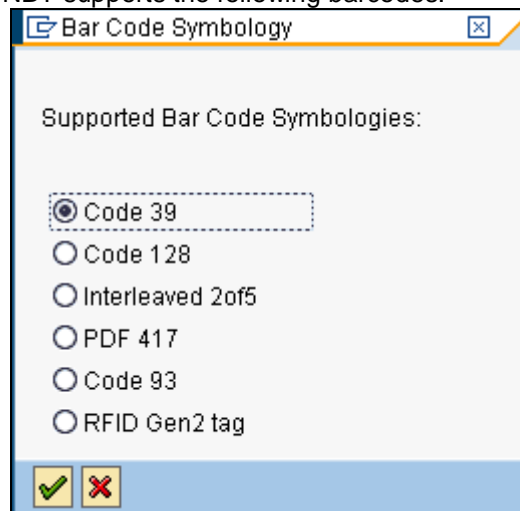 supports the following barcodes.
Bar Code Symbology
Supported Bar Code Symbologies:
Code 39
Code 128
Interleaved 2of5
PDF 417
Code 93
RFID Gen2 tag